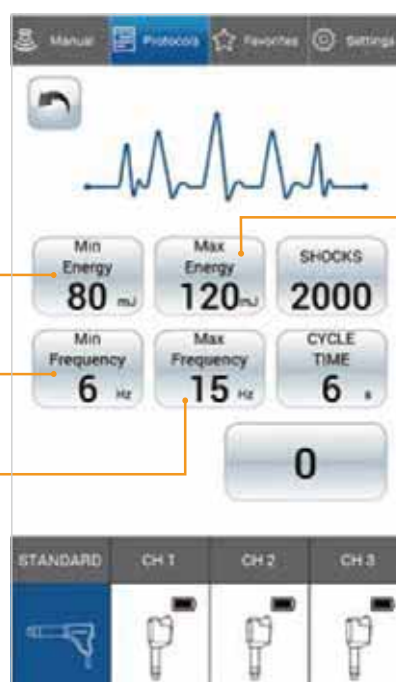 Manual Protocols Favorites Settings
Min Energy 80 mJ
Max Energy 120 mJ
SHOCKS 2000
Min Frequency 6 Hz
Max Frequency 15 Hz
CYCLE TIME 6 s
0
STANDARD CH 1 CH 2 CH 3